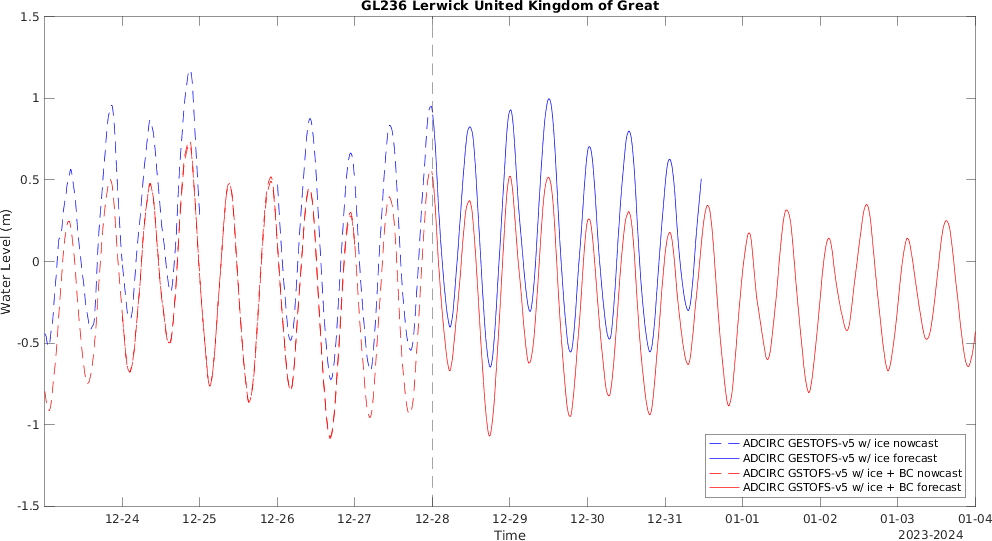 GL236 Lerwick United Kingdom of Great
1.5
1
0.5
0
-0.5
-1
-1.5
Water Level (m)
ADCIRC GESTOFS-v5 w/ ice nowcast
ADCIRC GESTOFS-v5 w/ ice forecast
ADCIRC GSTOFS-v5 w/ ice + BC nowcast
ADCIRC GSTOFS-v5 w/ ice + BC forecast
12-24 12-25 12-26 12-27 12-28 12-29 12-30 12-31 01-01 01-02 01-03 01-04
Time
2023-2024